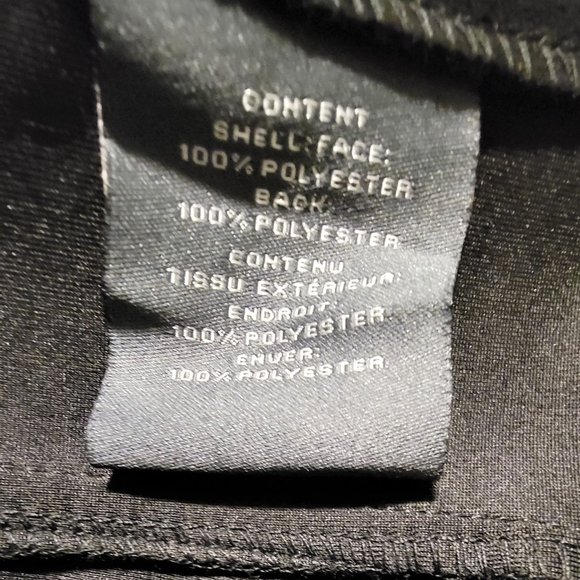 CONTENT
SHELL:FACE:
100% POLYESTER
BACK:
100% POLYESTER
CONTENU
TISSU EXTÉRIEUR:
ENDROIT:
100% POLYESTER
ENVER:
100% POLYESTER